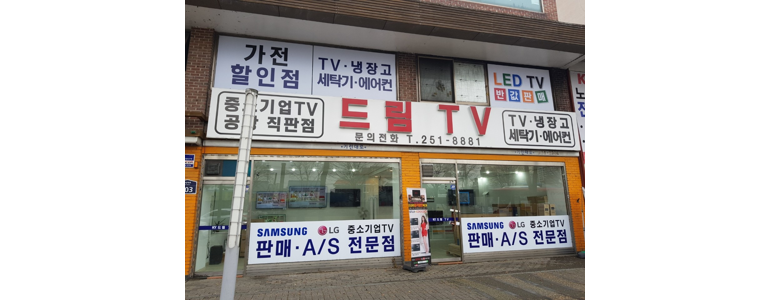 가전
할인점
TV·냉장고
세탁기·에어컨
LED TV
반값판매
중소기업TV
공장 직판점
드림 TV
문의전화 T.251-8881
TV·냉장고
세탁기·에어컨
SAMSUNG LG 중소기업TV
판매·A/S 전문점
SAMSUNG LG 중소기업TV
판매·A/S 전문점